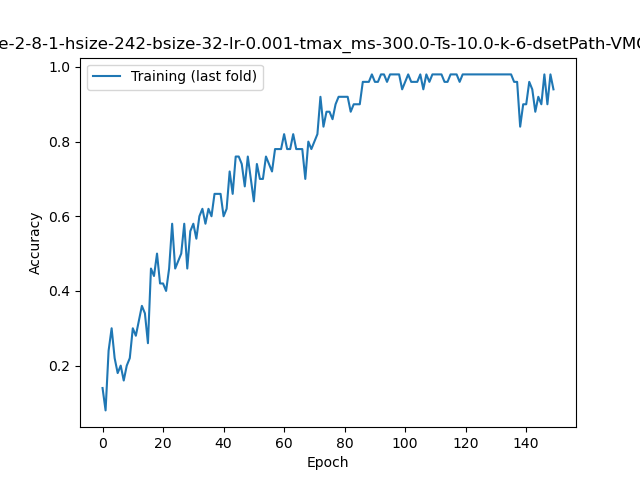 e-2-8-1-hsize-242-bsize-32-lr-0.001-tmax_ms-300.0-Ts-10.0-k-6-dsetPath-VMC
Training (last fold)
1.0
0.8
0.6
0.4
0.2
Accuracy
0 20 40 60 80 100 120 140
Epoch